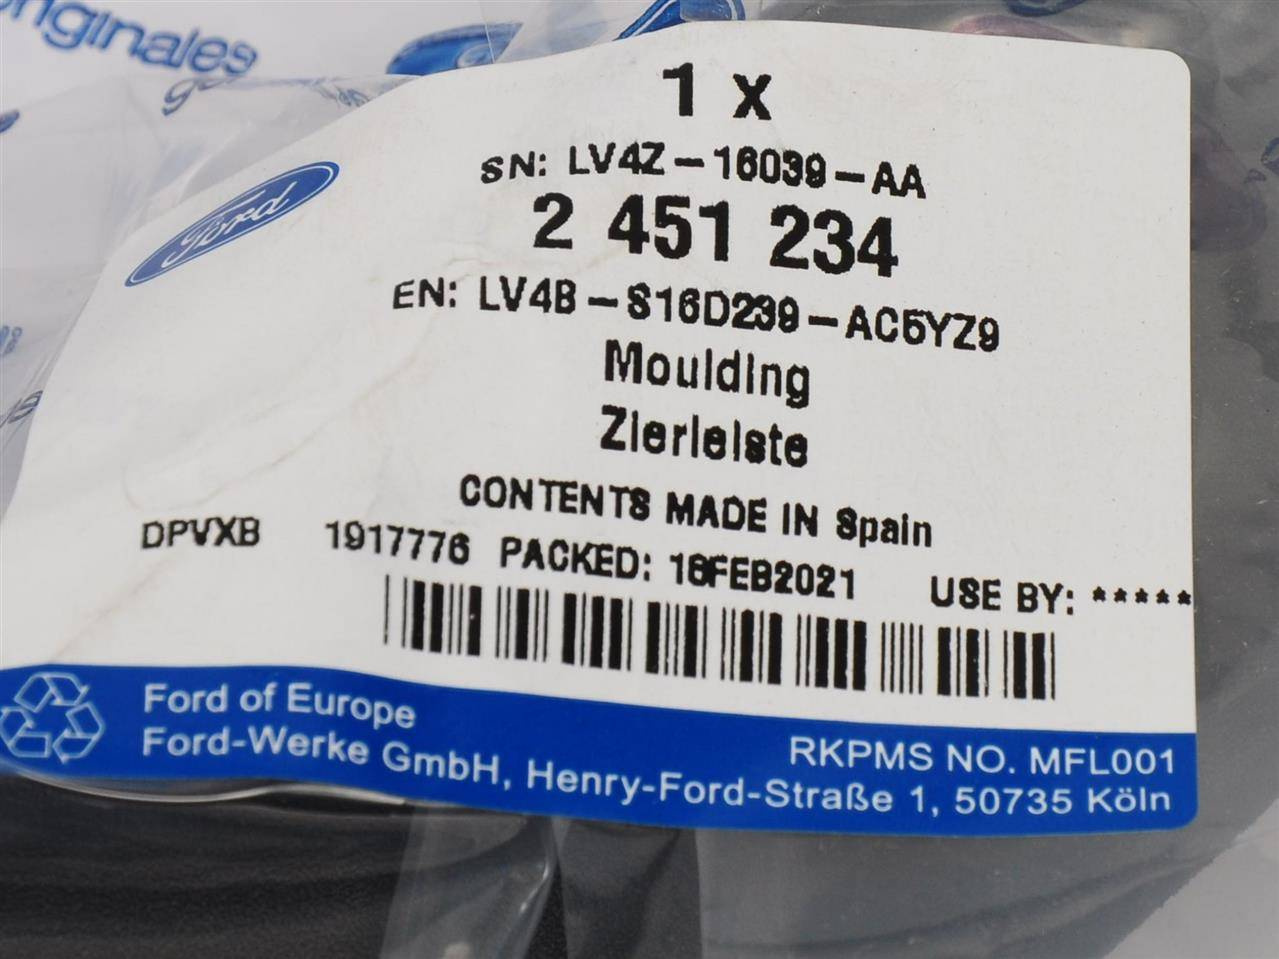 originales
1 x
SN: LV4Z-16039-AA
Ford
2 451 234
EN: LV4B-S16D239-AC5YZ9
Moulding
Zierleiste
CONTENTS MADE IN Spain
DPVXB 1917776 PACKED: 16FEB2021 USE BY: *****
Ford of Europe
Ford-Werke GmbH, Henry-Ford-Straße 1, 50735 Köln
RKPMS NO. MFL001